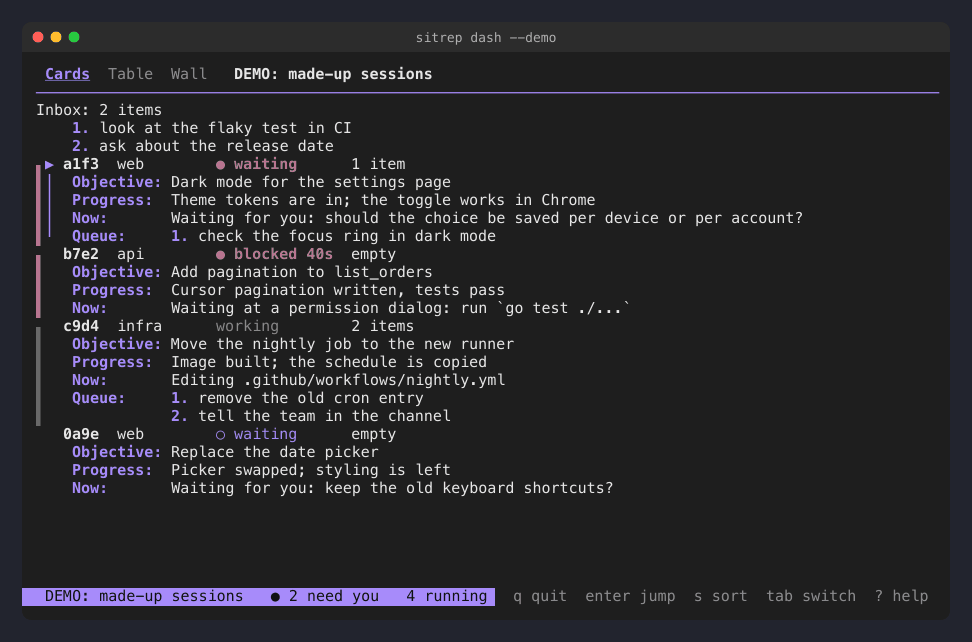 sitrep dash --demo
Cards Table Wall DEMO: made-up sessions
Inbox: 2 items
1. look at the flaky test in CI
2. ask about the release date
▶ a1f3 web ● waiting 1 item
Objective: Dark mode for the settings page
Progress: Theme tokens are in; the toggle works in Chrome
Now: Waiting for you: should the choice be saved per device or per account?
Queue: 1. check the focus ring in dark mode
b7e2 api ● blocked 40s empty
Objective: Add pagination to list_orders
Progress: Cursor pagination written, tests pass
Now: Waiting at a permission dialog: run `go test ./...`
c9d4 infra working 2 items
Objective: Move the nightly job to the new runner
Progress: Image built; the schedule is copied
Now: Editing .github/workflows/nightly.yml
Queue: 1. remove the old cron entry
2. tell the team in the channel
0a9e web ○ waiting empty
Objective: Replace the date picker
Progress: Picker swapped; styling is left
Now: Waiting for you: keep the old keyboard shortcuts?
DEMO: made-up sessions ● 2 need you 4 running q quit enter jump s sort tab switch ? help